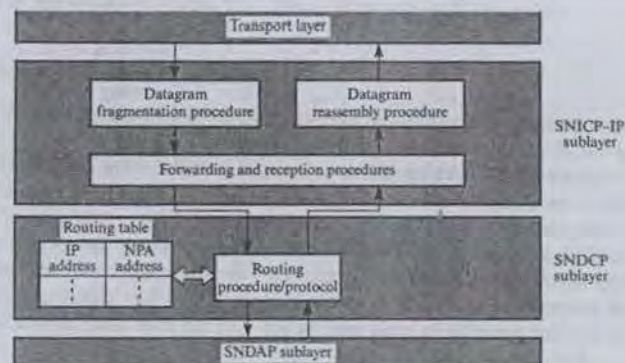 Transport layer
Datagram
fragmentation procedure
Datagram
reassembly procedure
SNICP-IP
sublayer
Forwarding and reception procedures
Routing table
IP
address
NPA
address
Routing
procedure/protocol
SNDCP
sublayer
SNDAP sublayer